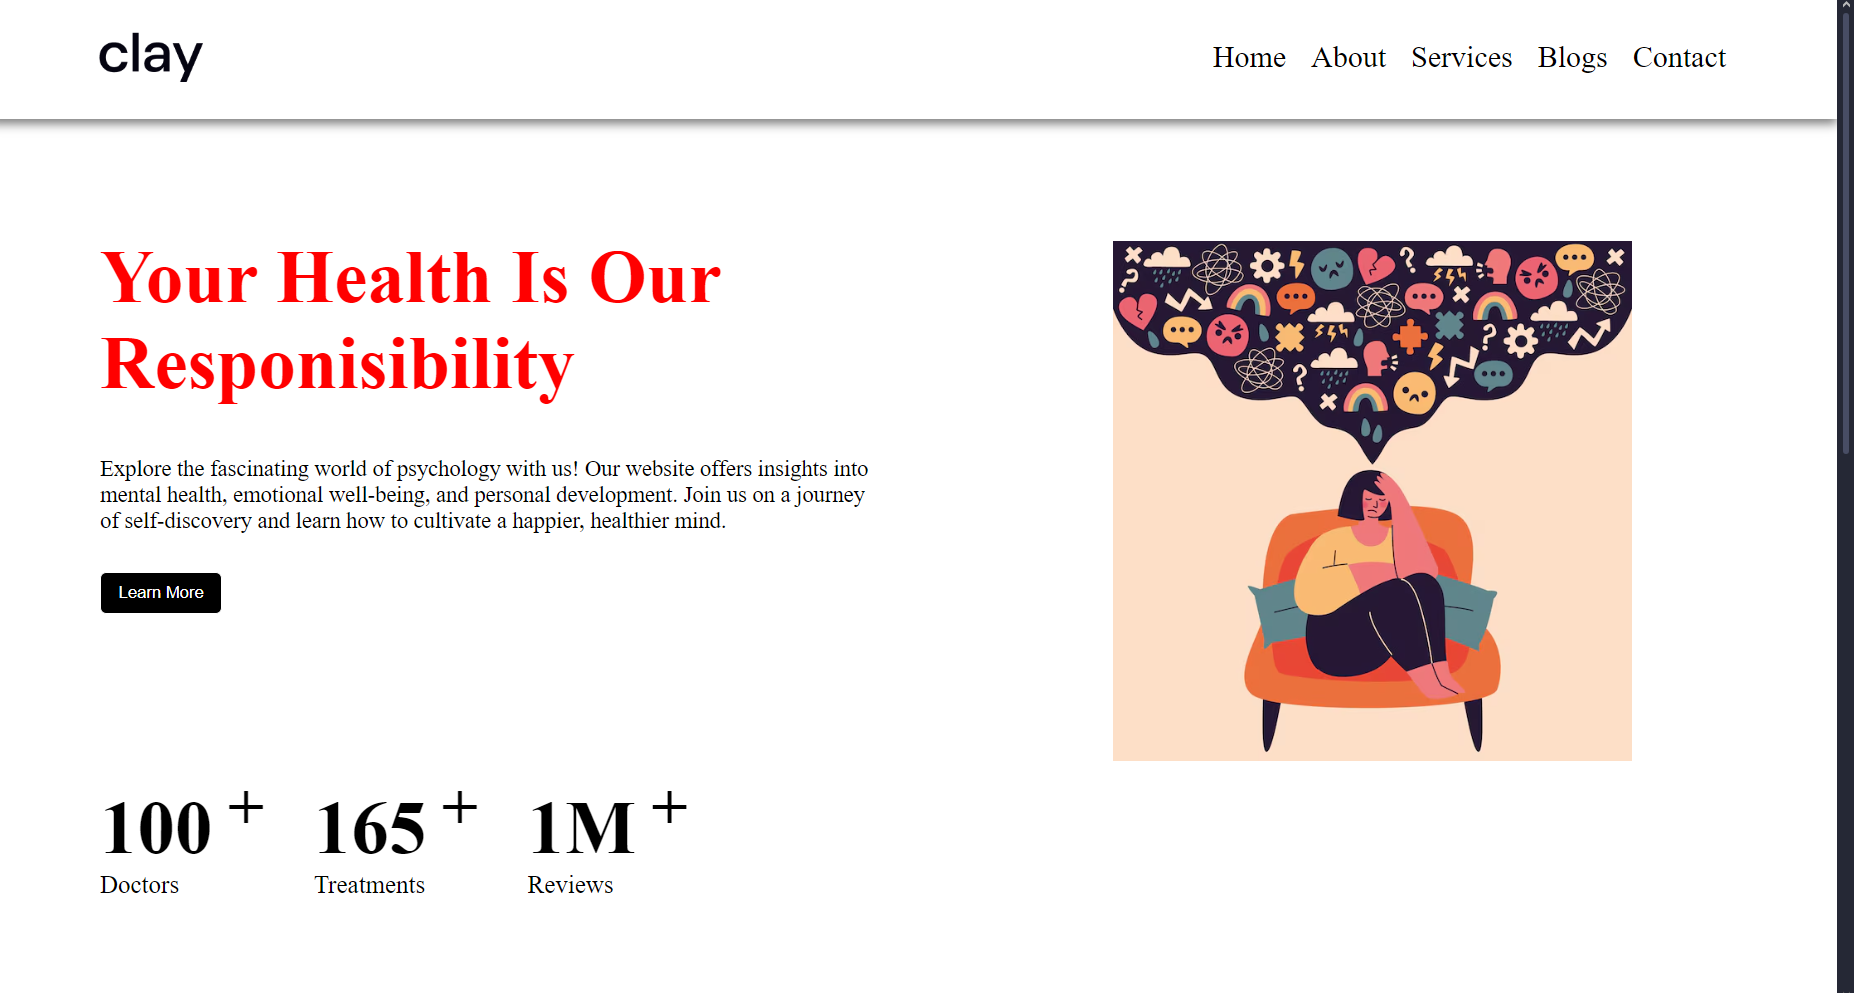 clay
Home About Services Blogs Contact
Your Health Is Our
Responisibility
Explore the fascinating world of psychology with us! Our website offers insights into
mental health, emotional well-being, and personal development. Join us on a journey
of self-discovery and learn how to cultivate a happier, healthier mind.
Learn More
100 + 165 + 1M +
Doctors Treatments Reviews